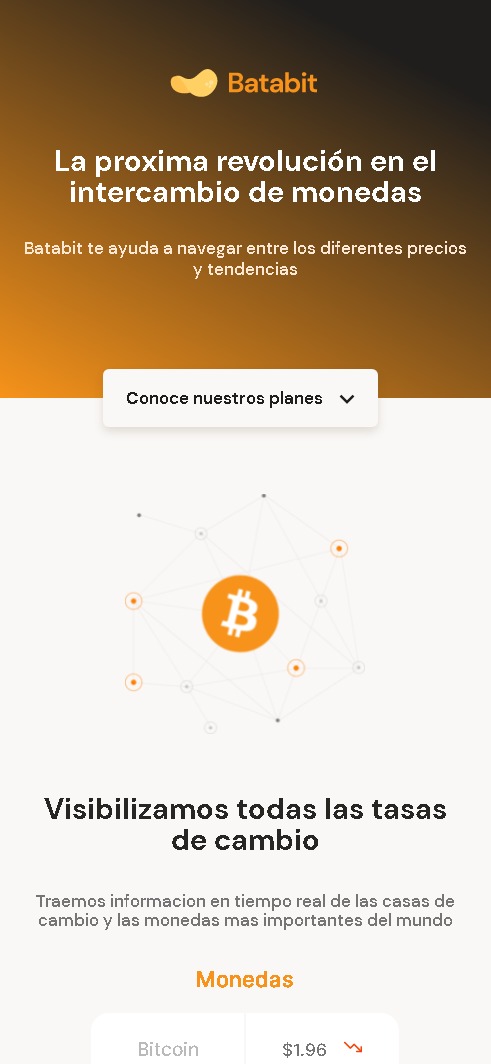 Batabit
La proxima revolución en el
intercambio de monedas
Batabit te ayuda a navegar entre los diferentes precios
y tendencias
Conoce nuestros planes
Visibilizamos todas las tasas
de cambio
Traemos informacion en tiempo real de las casas de
cambio y las monedas mas importantes del mundo
Monedas
Bitcoin $1.96